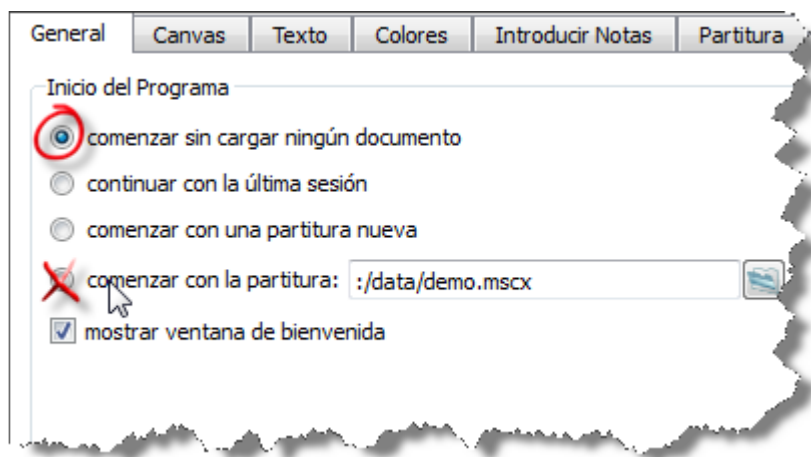 General Canvas Texto Colores Introducir Notas Partitura
Inicio del Programa
comenzar sin cargar ningún documento
continuar con la última sesión
comenzar con una partitura nueva
comenzar con la partitura: :/data/demo.mscx
mostrar ventana de bienvenida